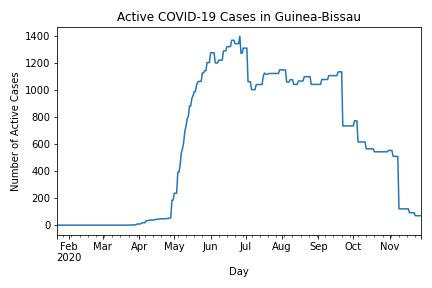 Active COVID-19 Cases in Guinea-Bissau
Number of Active Cases
1400
1200
1000
800
600
400
200
0
Feb Mar Apr May Jun Jul Aug Sep Oct Nov
2020
Day